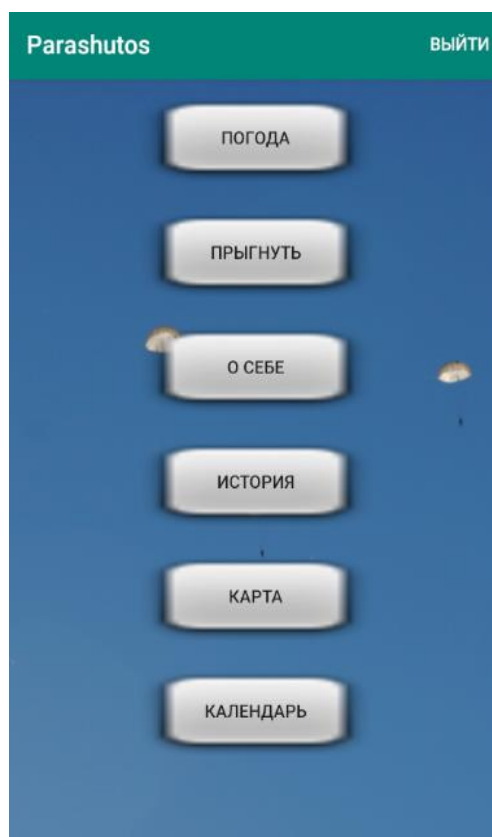 Parashutos
ВЫЙТИ
ПОГОДА
ПРЫГНУТЬ
О СЕБЕ
ИСТОРИЯ
КАРТА
КАЛЕНДАРЬ